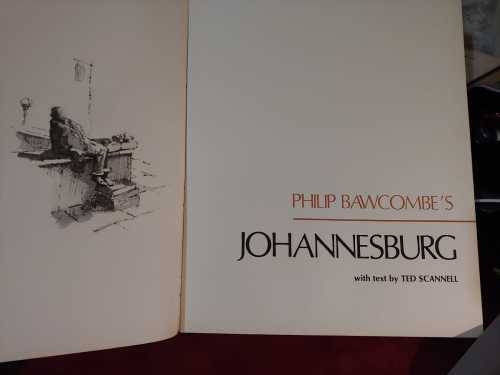 PHILIP BAWCOMBE'S
JOHANNESBURG
with text by TED SCANNELL